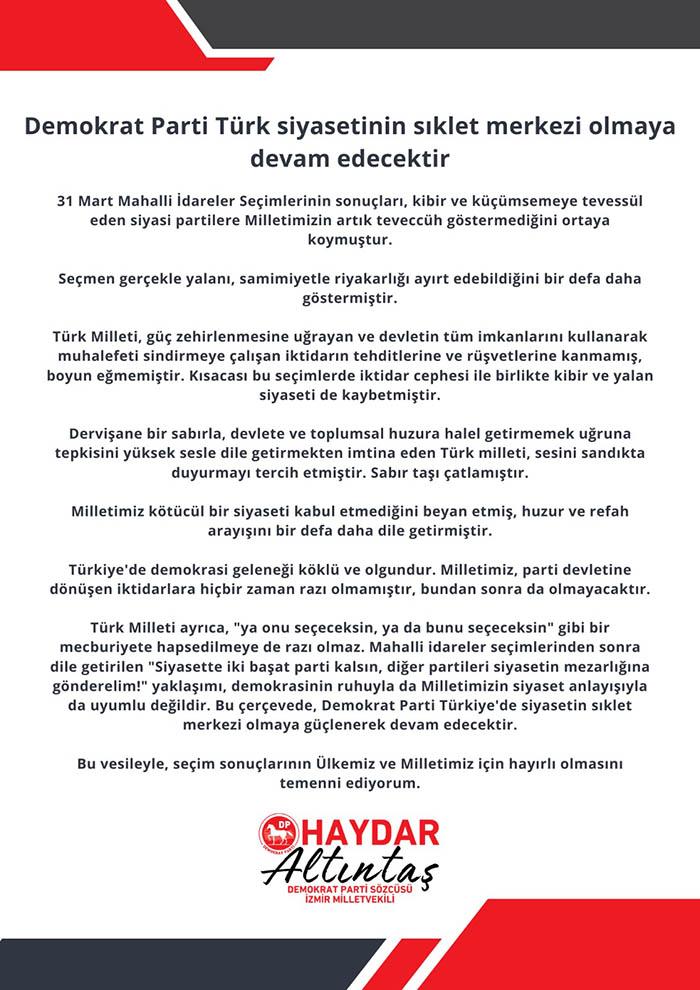 Demokrat Parti Türk siyasetinin sıklet merkezi olmaya
devam edecektir
31 Mart Mahalli İdareler Seçimlerinin sonuçları, kibir ve küçümsemeye tevessül
eden siyasi partilere Milletimizin artık teveccüh göstermediğini ortaya
koymuştur.
Seçmen gerçekle yalanı, samimiyetle riyakarlığı ayırt edebildiğini bir defa daha
göstermiştir.
Türk Milleti, güç zehirlenmesine uğrayan ve devletin tüm imkanlarını kullanarak
muhalefeti sindirmeye çalışan iktidarın tehditlerine ve rüşvetlerine kanmamış,
boyun eğmemiştir. Kısacası bu seçimlerde iktidar cephesi ile birlikte kibir ve yalan
siyaseti de kaybetmiştir.
Dervişane bir sabırla, devlete ve toplumsal huzura halel getirmemek uğruna
tepkisini yüksek sesle dile getirmekten imtina eden Türk milleti, sesini sandıkta
duyurmayı tercih etmiştir. Sabır taşı çatlamıştır.
Milletimiz kötücül bir siyaseti kabul etmediğini beyan etmiş, huzur ve refah
arayışını bir defa daha dile getirmiştir.
Türkiye'de demokrasi geleneği köklü ve olgundur. Milletimiz, parti devletine
dönüşen iktidarlara hiçbir zaman razı olmamıştır, bundan sonra da olmayacaktır.
Türk Milleti ayrıca, "ya onu seçeceksin, ya da bunu seçeceksin" gibi bir
mecburiyete hapsedilmeye de razı olmaz. Mahalli idareler seçimlerinden sonra
dile getirilen "Siyasette iki başat parti kalsın, diğer partileri siyasetin mezarlığına
gönderelim!" yaklaşımı, demokrasinin ruhuyla da Milletimizin siyaset anlayışıyla
da uyumlu değildir. Bu çerçevede, Demokrat Parti Türkiye'de siyasetin sıklet
merkezi olmaya güçlenerek devam edecektir.
Bu vesileyle, seçim sonuçlarının Ülkemiz ve Milletimiz için hayırlı olmasını
temenni ediyorum.
DP
DEMOKRAT PARTİ
HAYDAR
Altıntaş
DEMOKRAT PARTİ SÖZCÜSÜ
İZMİR MİLLETVEKİLİ